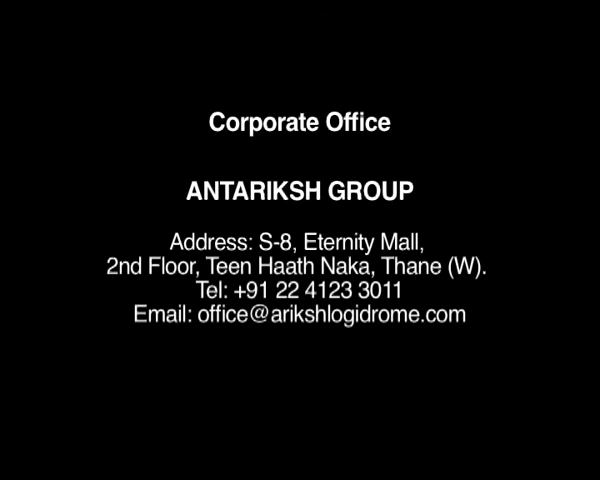 Corporate Office
ANTARIKSH GROUP
Address: S-8, Eternity Mall,
2nd Floor, Teen Haath Naka, Thane (W).
Tel: +91 22 4123 3011
Email: office@arikshlogidrome.com